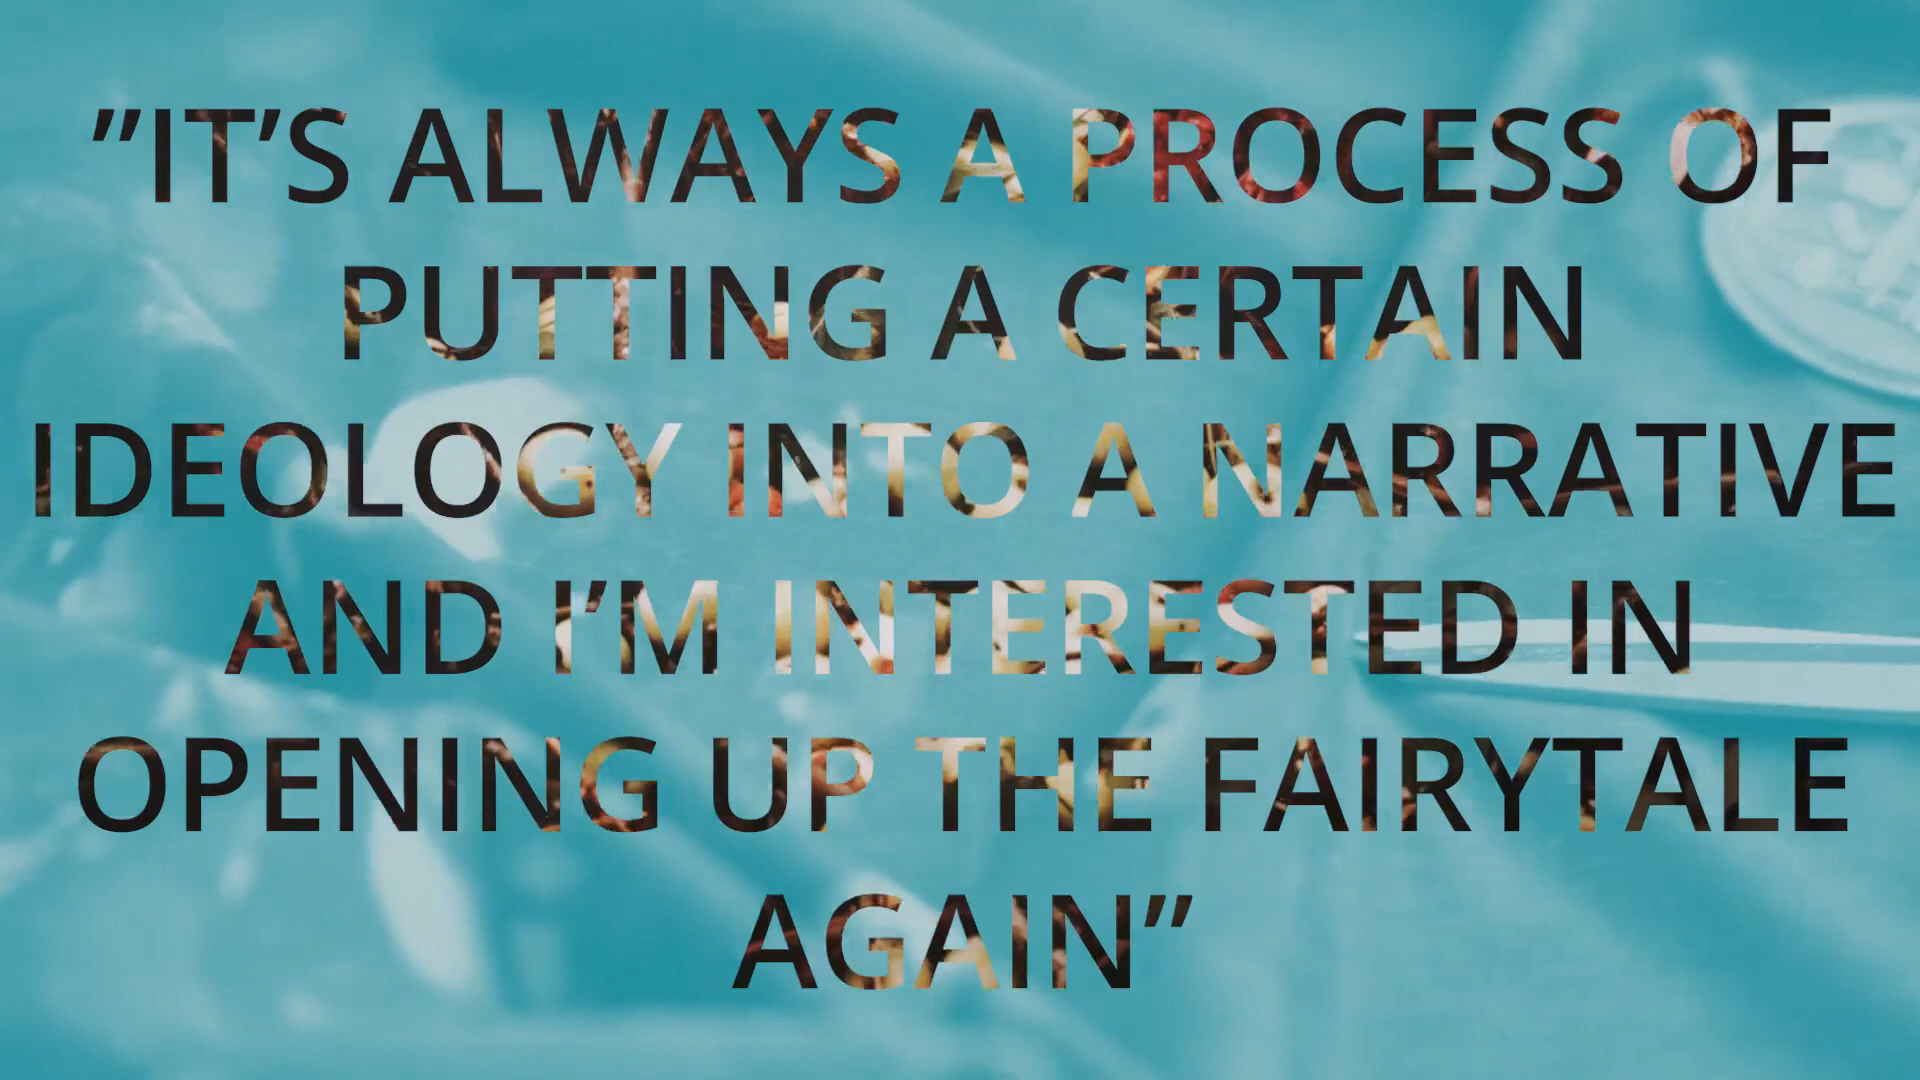 ”IT’S ALWAYS A PROCESS OF
PUTTING A CERTAIN
IDEOLOGY INTO A NARRATIVE
AND I’M INTERESTED IN
OPENING UP THE FAIRYTALE
AGAIN”